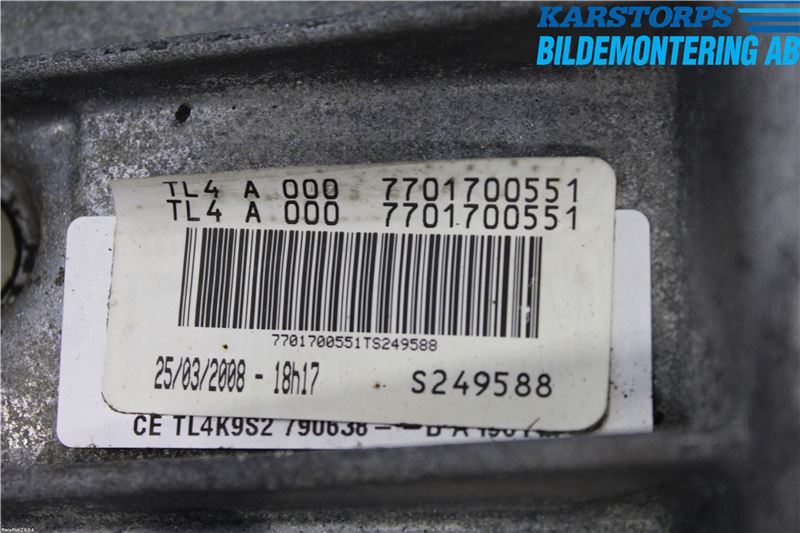 KARSTORPS
BILDEMONTERING AB
TL4 A 000 7701700551
TL4 A 000 7701700551
7701700551TS249588
25/03/2008 - 18h17 S249588
CE TL4K9S2 790638